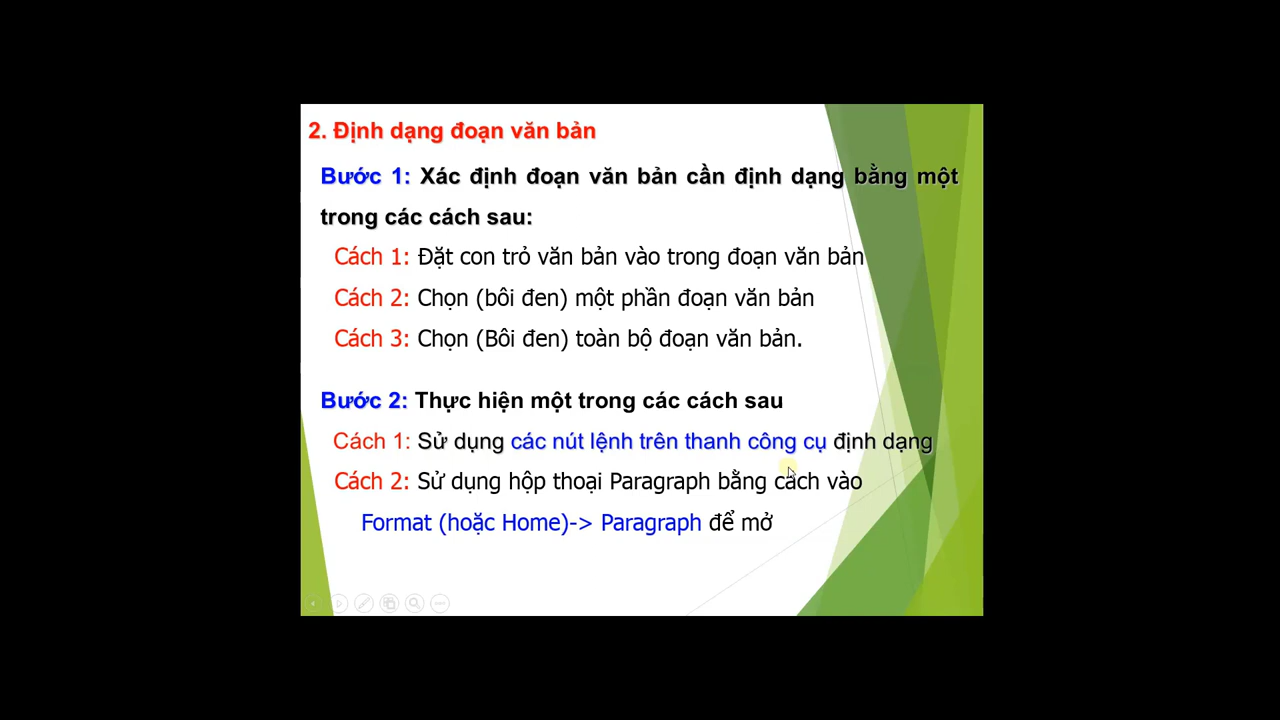 2. Định dạng đoạn văn bản
Bước 1: Xác định đoạn văn bản cần định dạng bằng một
trong các cách sau:
Cách 1: Đặt con trỏ văn bản vào trong đoạn văn bản
Cách 2: Chọn (bôi đen) một phần đoạn văn bản
Cách 3: Chọn (Bôi đen) toàn bộ đoạn văn bản.
Bước 2: Thực hiện một trong các cách sau
Cách 1: Sử dụng các nút lệnh trên thanh công cụ định dạng
Cách 2: Sử dụng hộp thoại Paragraph bằng cách vào
Format (hoặc Home)-> Paragraph để mở